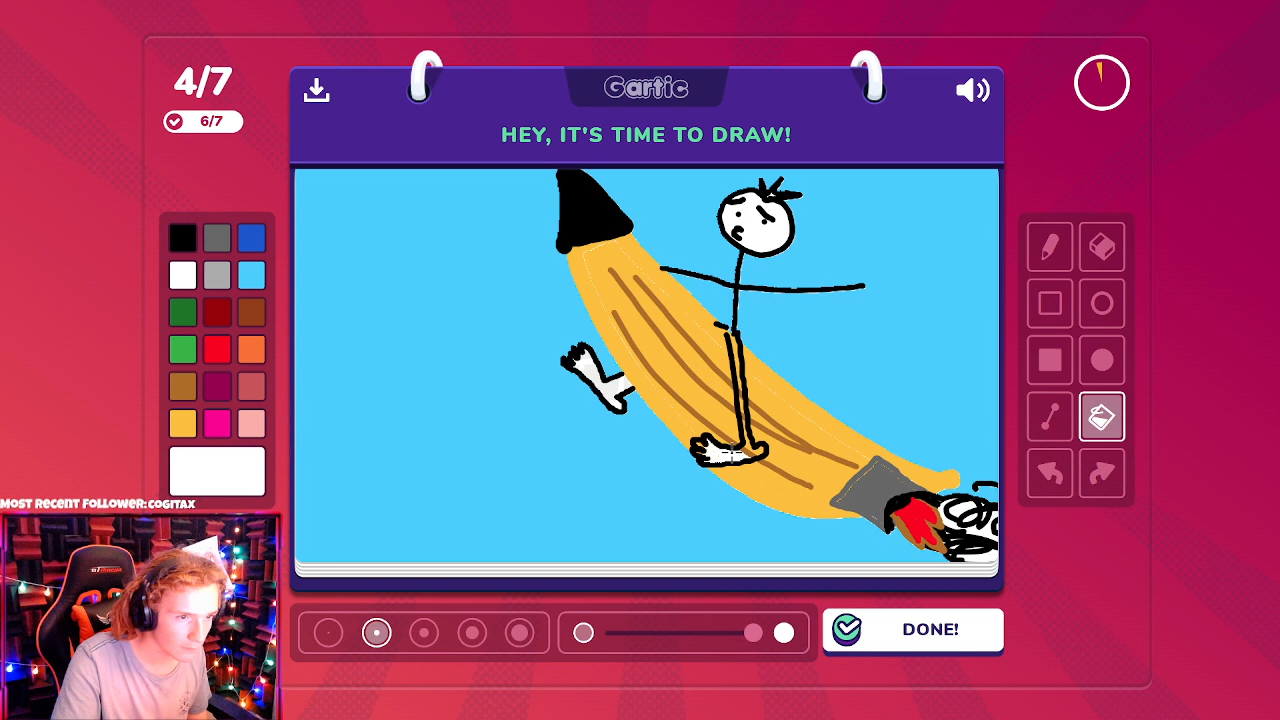 4/7
6/7
Gartic
HEY, IT'S TIME TO DRAW!
MOST RECENT FOLLOWER: COGITAX
DONE!